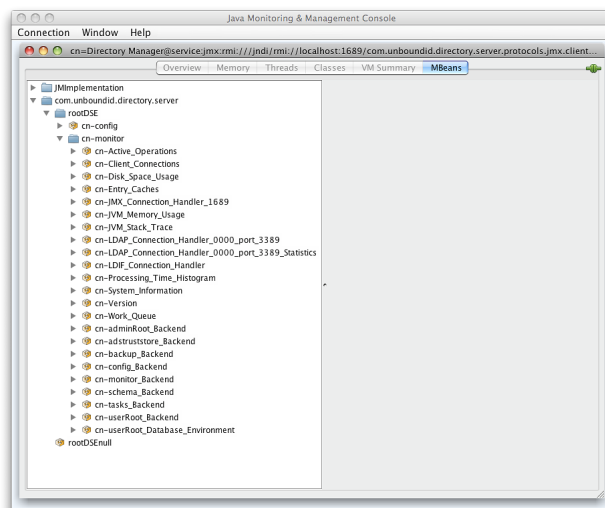 Java Monitoring & Management Console
Connection Window Help
cn=Directory Manager@service:jmx:rmi:///jndi/rmi://localhost:1689/com.unboundid.directory.server.protocols.jmx.client...
Overview Memory Threads Classes VM Summary MBeans
JMImplementation
com.unboundid.directory.server
rootDSE
cn-config
cn-monitor
cn-Active_Operations
cn-Client_Connections
cn-Disk_Space_Usage
cn-Entry_Caches
cn-JMX_Connection_Handler_1689
cn-JVM_Memory_Usage
cn-JVM_Stack_Trace
cn-LDAP_Connection_Handler_0000_port_3389
cn-LDAP_Connection_Handler_0000_port_3389_Statistics
cn-LDIF_Connection_Handler
cn-Processing_Time_Histogram
cn-System_Information
cn-Version
cn-Work_Queue
cn-adminRoot_Backend
cn-adstruststore_Backend
cn-backup_Backend
cn-config_Backend
cn-monitor_Backend
cn-schema_Backend
cn-tasks_Backend
cn-userRoot_Backend
cn-userRoot_Database_Environment
rootDSEnull